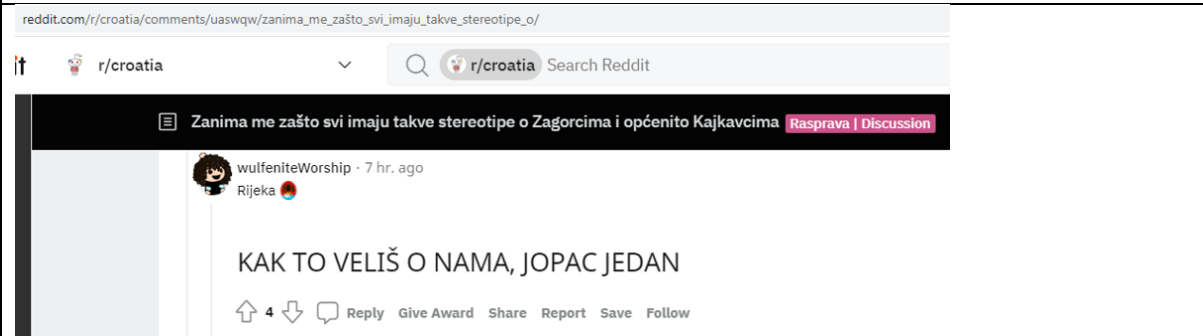 reddit.com/r/croatia/comments/uaswqw/zanima_me_zašto_svi_imaju_takve_stereotipe_o/
it r/croatia r/croatia Search Reddit
Zanima me zašto svi imaju takve stereotipe o Zagorcima i općenito Kajkavcima Rasprava | Discussion
wulfeniteWorship · 7 hr. ago
Rijeka
KAK TO VELIŠ O NAMA, JOPAC JEDAN
4 Reply Give Award Share Report Save Follow